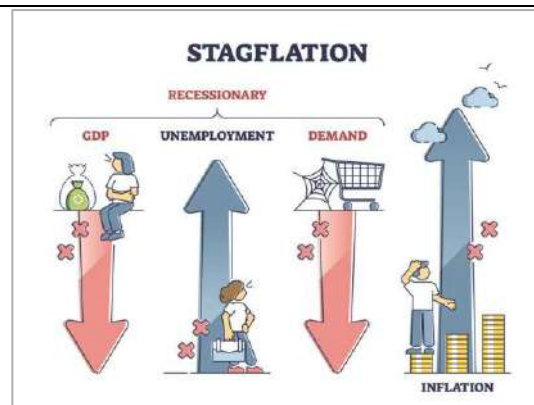 STAGFLATION
RECESSIONARY
GDP
UNEMPLOYMENT
DEMAND
INFLATION